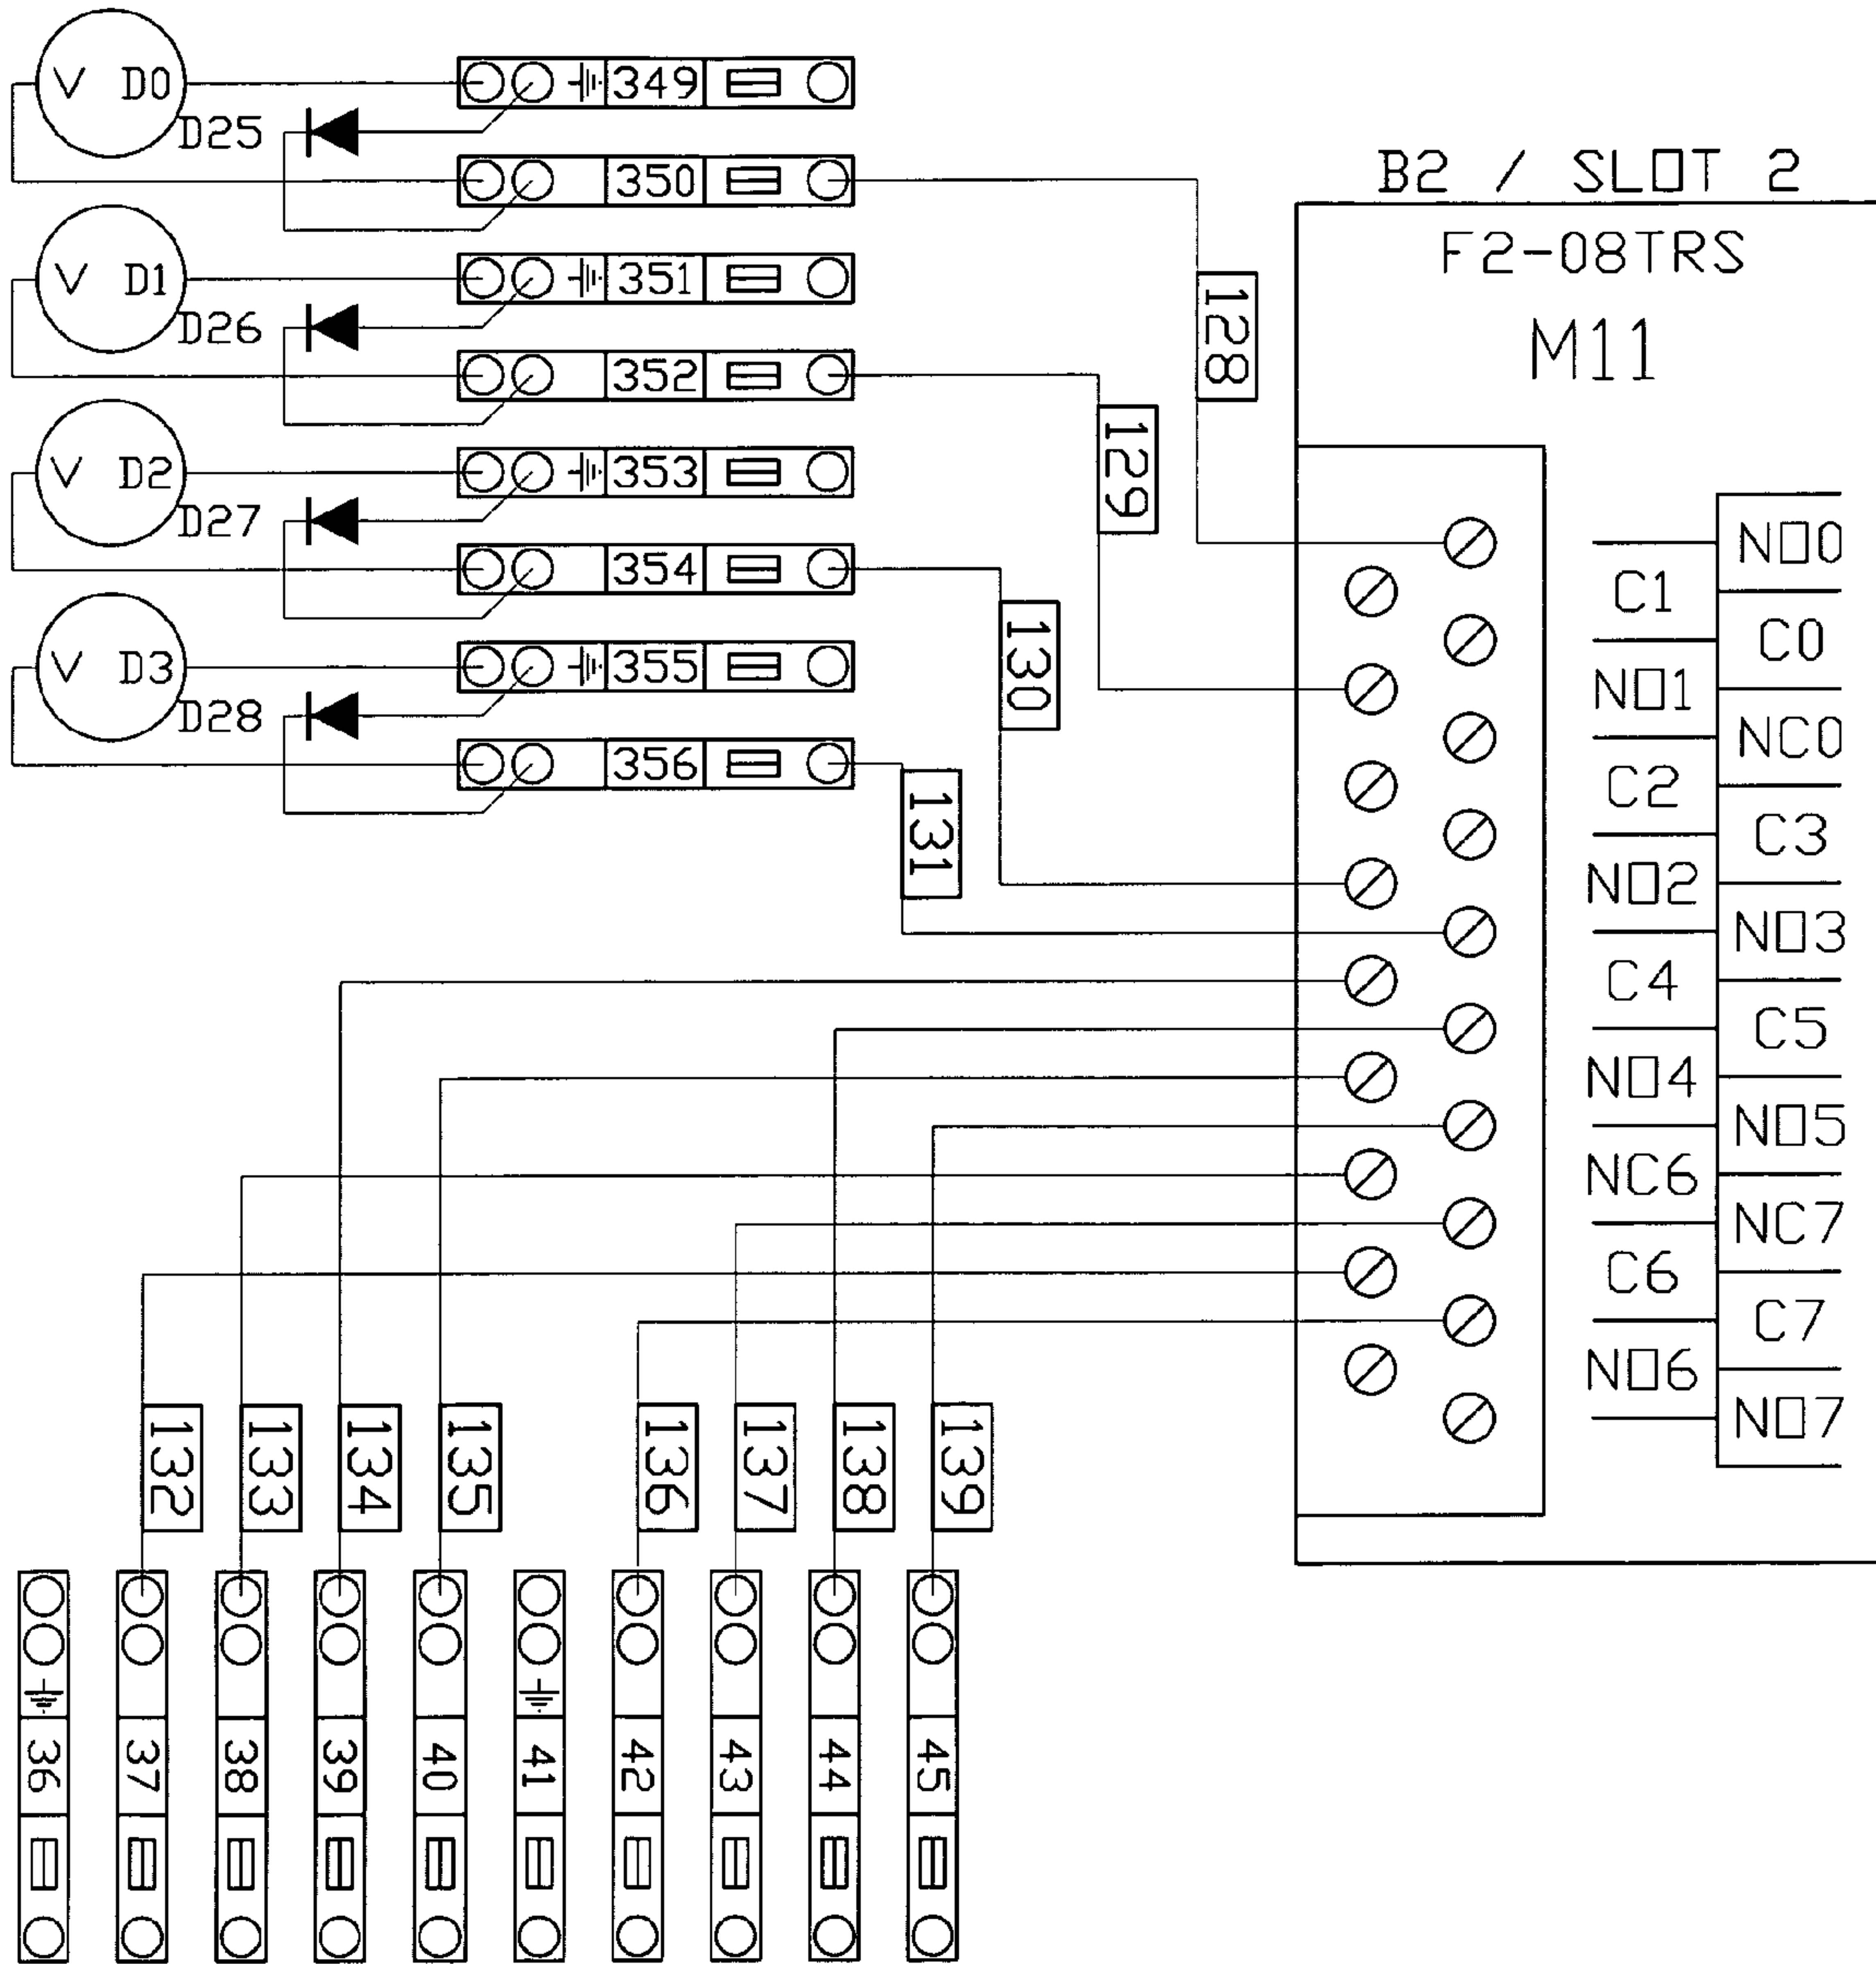 V D0
D25
349
350
V D1
D26
351
352
V D2
D27
353
354
V D3
D28
355
356
128
129
130
131
B2 / SLOT 2
F2-08TRS
M11
NO0
C1
C0
NO1
NC0
C2
C3
NO2
NO3
C4
C5
NO4
NO5
NC6
NC7
C6
C7
NO6
NO7
132
133
134
135
136
137
138
139
36
37
38
39
40
41
42
43
44
45